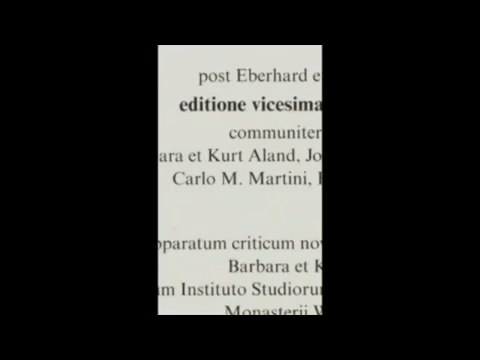 post Eberhard e
editione vicesima
communiter
ara et Kurt Aland, Jo
Carlo M. Martini,
pparatum criticum nov
Barbara et K
m Instituto Studioru
Monasterii W